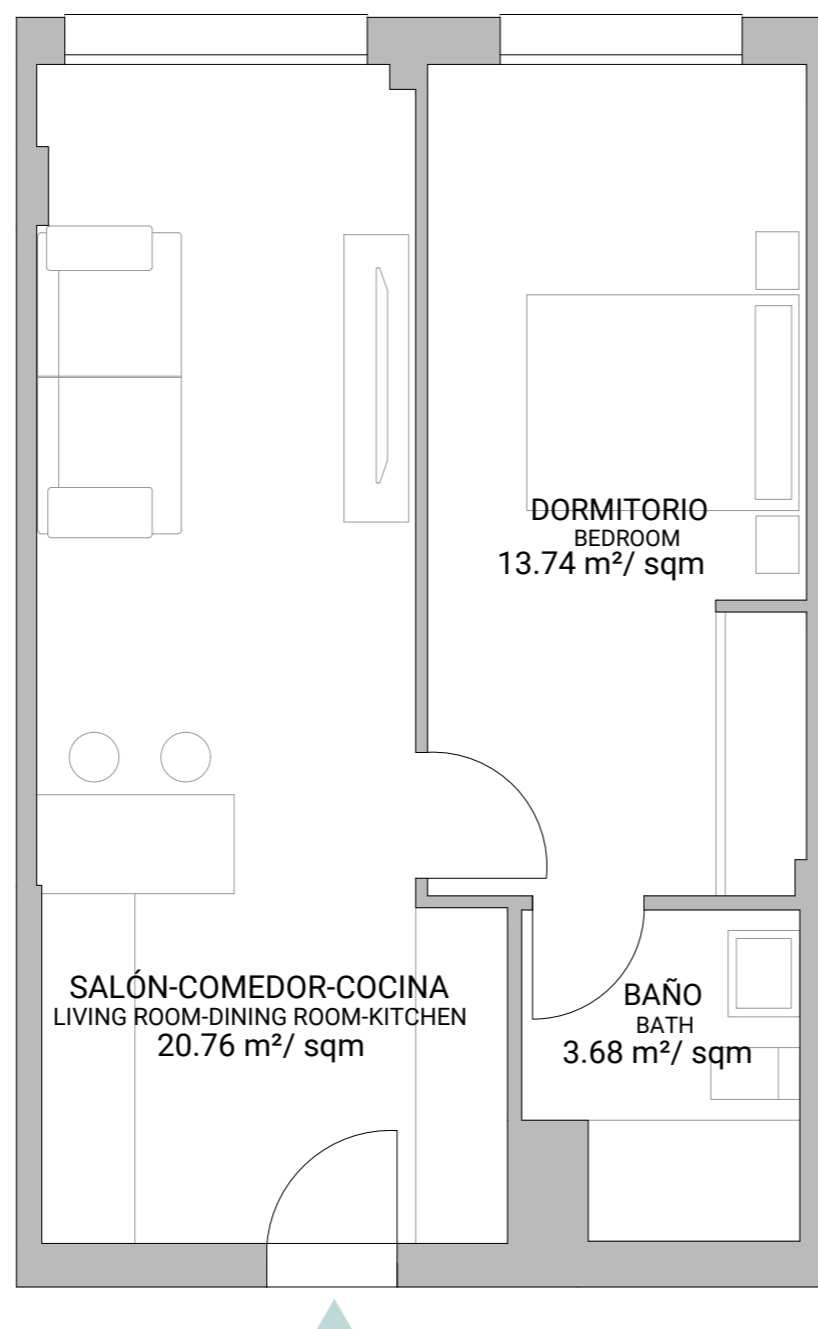 DORMITORIO
BEDROOM
13.74 m²/ sqm
SALÓN-COMEDOR-COCINA
LIVING ROOM-DINING ROOM-KITCHEN
20.76 m²/ sqm
BAÑO
BATH
3.68 m²/ sqm